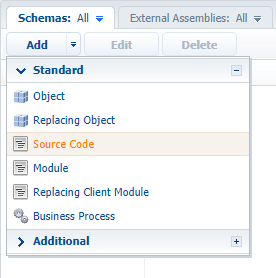 Schemas: All External Assemblies: All
Add Edit Delete
Standard
Object
Replacing Object
Source Code
Module
Replacing Client Module
Business Process
Additional